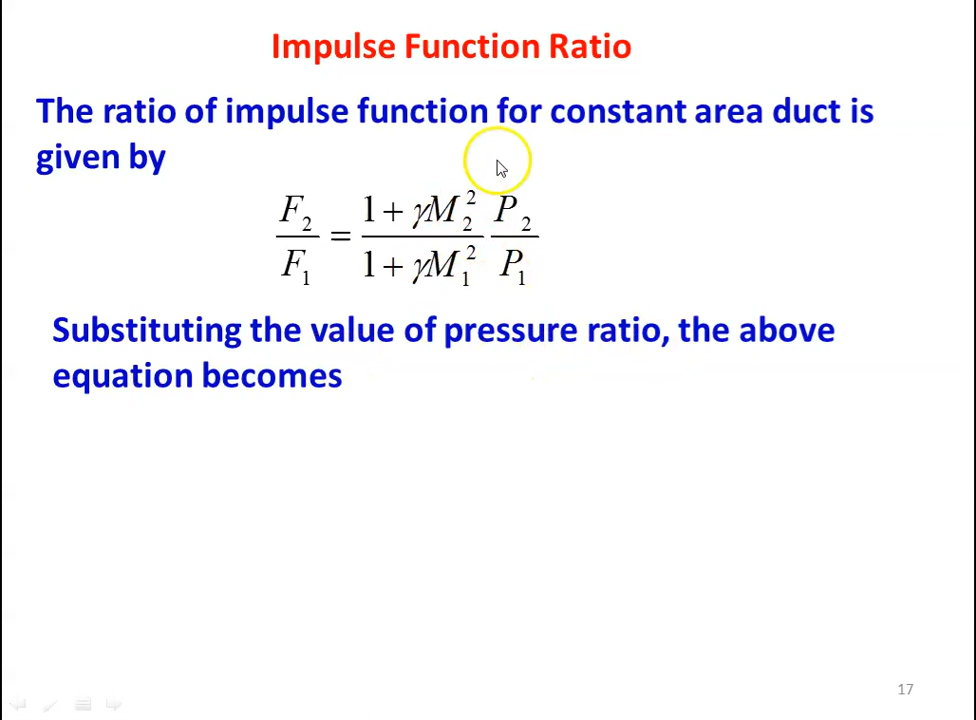 Impulse Function Ratio
The ratio of impulse function for constant area duct is
given by
F₂/F₁ = (1 + γM₂²)/(1 + γM₁²) P₂/P₁
Substituting the value of pressure ratio, the above
equation becomes
17